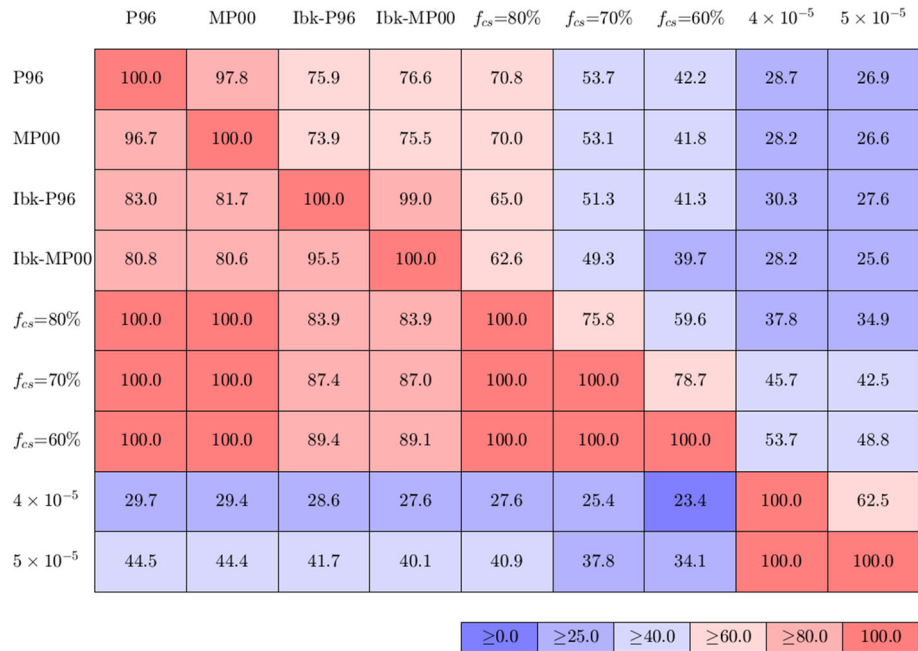 P96 MP00 Ibk-P96 Ibk-MP00 f_cs=80% f_cs=70% f_cs=60% 4 × 10⁻⁵ 5 × 10⁻⁵
P96 100.0 97.8 75.9 76.6 70.8 53.7 42.2 28.7 26.9
MP00 96.7 100.0 73.9 75.5 70.0 53.1 41.8 28.2 26.6
Ibk-P96 83.0 81.7 100.0 99.0 65.0 51.3 41.3 30.3 27.6
Ibk-MP00 80.8 80.6 95.5 100.0 62.6 49.3 39.7 28.2 25.6
f_cs=80% 100.0 100.0 83.9 83.9 100.0 75.8 59.6 37.8 34.9
f_cs=70% 100.0 100.0 87.4 87.0 100.0 100.0 78.7 45.7 42.5
f_cs=60% 100.0 100.0 89.4 89.1 100.0 100.0 100.0 53.7 48.8
4 × 10⁻⁵ 29.7 29.4 28.6 27.6 27.6 25.4 23.4 100.0 62.5
5 × 10⁻⁵ 44.5 44.4 41.7 40.1 40.9 37.8 34.1 100.0 100.0
≥0.0 ≥25.0 ≥40.0 ≥60.0 ≥80.0 100.0